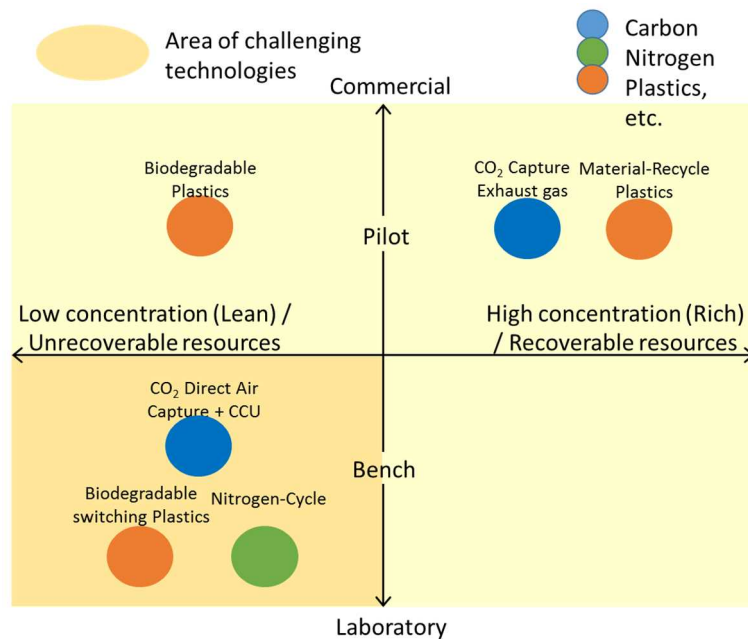 Area of challenging
technologies
Carbon
Nitrogen
Plastics,
etc.
Commercial
Biodegradable
Plastics
CO₂ Capture
Exhaust gas
Material-Recycle
Plastics
Pilot
Low concentration (Lean) /
Unrecoverable resources
High concentration (Rich)
/ Recoverable resources
CO₂ Direct Air
Capture + CCU
Bench
Biodegradable
switching Plastics
Nitrogen-Cycle
Laboratory